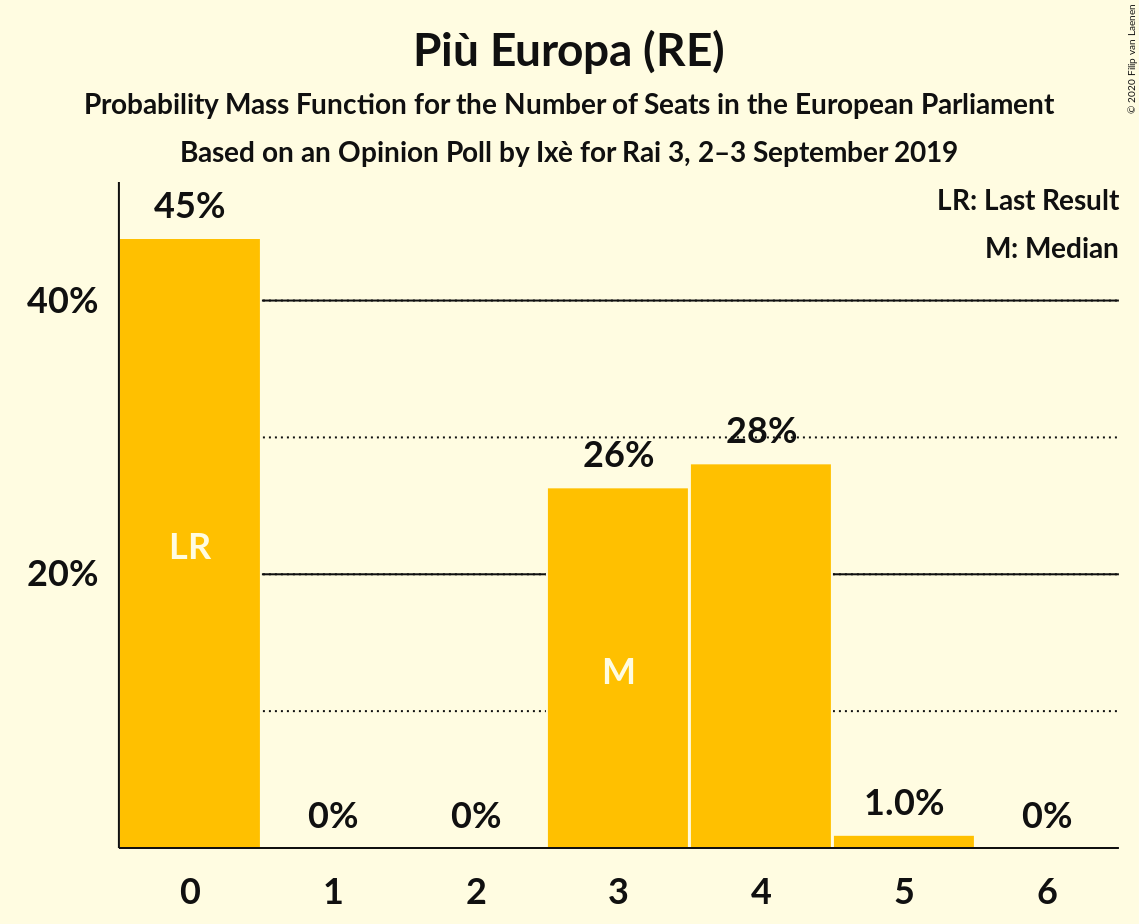 Più Europa (RE)
Probability Mass Function for the Number of Seats in the European Parliament
Based on an Opinion Poll by Ixè for Rai 3, 2–3 September 2019
© 2020 Filip van Laenen
LR: Last Result
M: Median
45%
40%
28%
26%
LR
20%
M
1.0%
0%
0%
0%
0 1 2 3 4 5 6